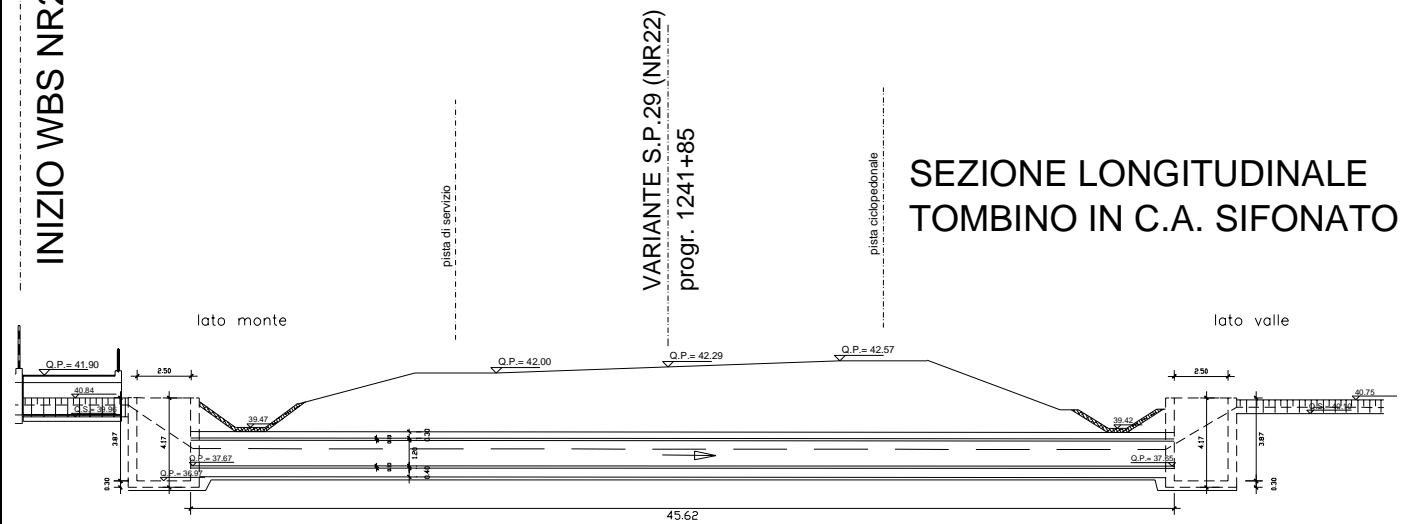 INIZIO WBS NR2
pista di servizio
VARIANTE S.P.29 (NR22)
progr. 1241+85
pista ciclopedonale
SEZIONE LONGITUDINALE
TOMBINO IN C.A. SIFONATO
lato monte
lato valle
Q.P.= 41.90
Q.P.= 42.00
Q.P.= 42.29
Q.P.= 42.57
2.50
2.50
40.84
40.75
39.47
39.42
3.87
4.17
0.30
1.20
0.40
4.17
3.87
Q.P.= 37.67
Q.P.= 36.97
0.30
0.30
45.62